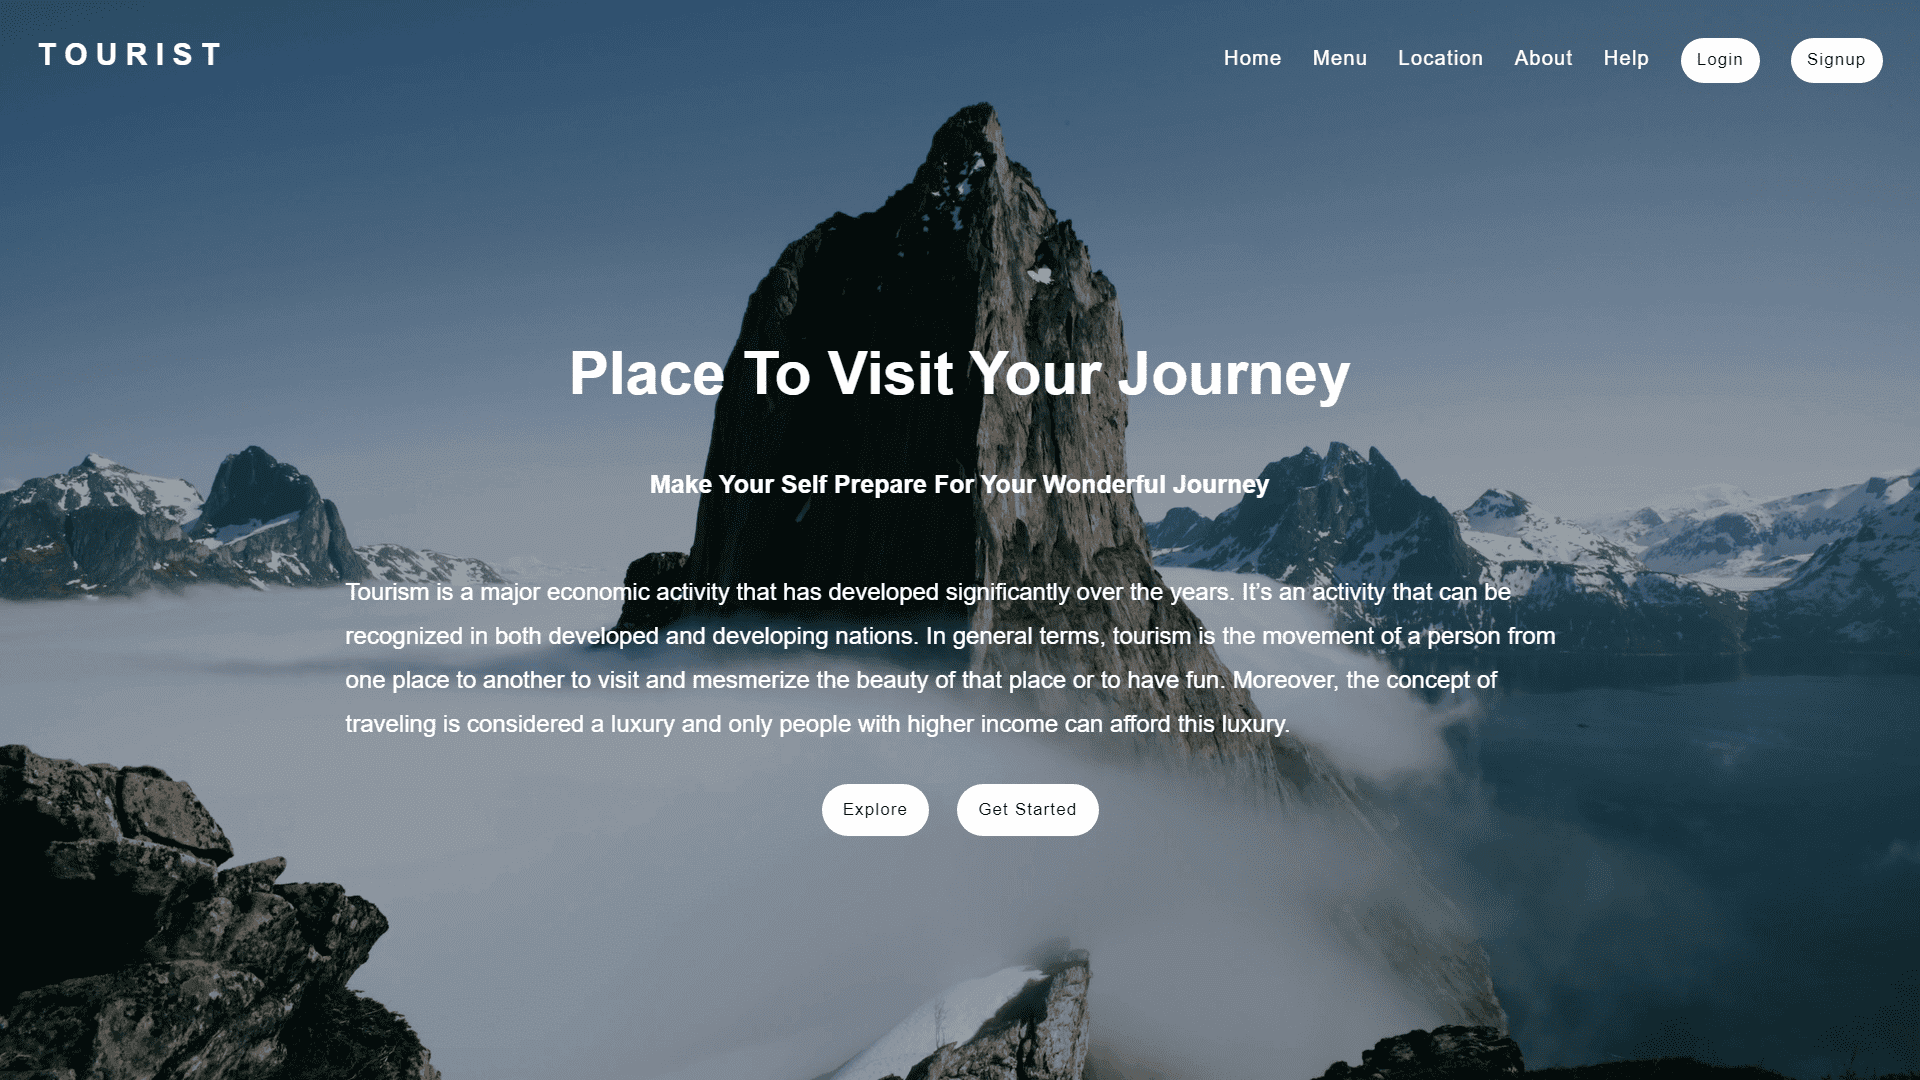 TOURIST
Home Menu Location About Help Login Signup
Place To Visit Your Journey
Make Your Self Prepare For Your Wonderful Journey
Tourism is a major economic activity that has developed significantly over the years. It’s an activity that can be
recognized in both developed and developing nations. In general terms, tourism is the movement of a person from
one place to another to visit and mesmerize the beauty of that place or to have fun. Moreover, the concept of
traveling is considered a luxury and only people with higher income can afford this luxury.
Explore Get Started